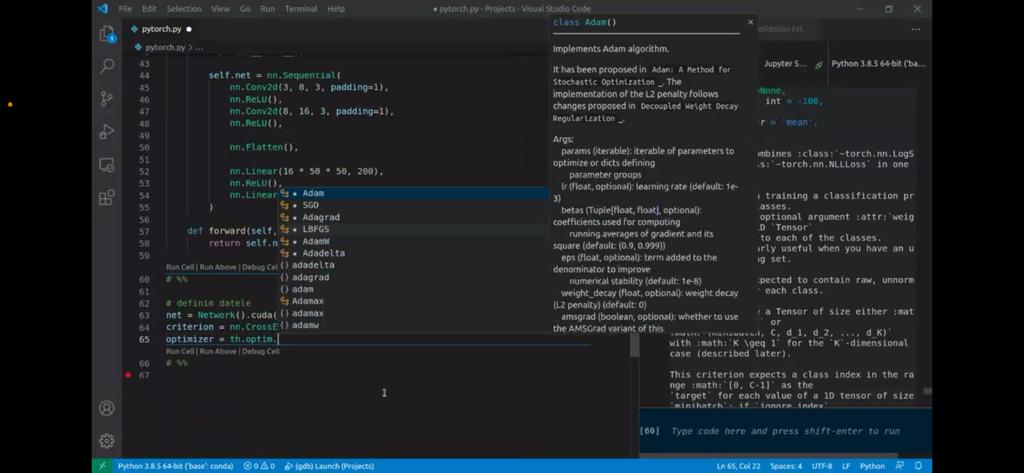 File Edit Selection View Go Run Terminal Help
● pytorch.py - Projects - Visual Studio Code
pytorch.py ●
pytorch.py > ...
43
44 self.net = nn.Sequential(
45 nn.Conv2d(3, 8, 3, padding=1),
46 nn.ReLU(),
47 nn.Conv2d(8, 16, 3, padding=1),
48 nn.ReLU(),
49
50 nn.Flatten(),
51
52 nn.Linear(16 * 50 * 50, 200),
53 nn.ReLU(),
54 nn.Linear
55 )
56
57 def forward(self,
58 return self.n
59
Run Cell | Run Above | Debug Cell
60 # %%
61
62 # definim datele
63 net = Network().cuda(
64 criterion = nn.CrossE
65 optimizer = th.optim.
Run Cell | Run Above | Debug Cell
66 # %%
67
★ Adam
★ SGD
★ Adagrad
★ LBFGS
★ AdamW
★ Adadelta
{} adadelta
{} adagrad
{} adam
Adamax
{} adamax
{} adamw
class Adam()
Implements Adam algorithm.
It has been proposed in Adam: A Method for
Stochastic Optimization _. The
implementation of the L2 penalty follows
changes proposed in Decoupled Weight Decay
Regularization _.
Args:
params (iterable): iterable of parameters to
optimize or dicts defining
parameter groups
lr (float, optional): learning rate (default: 1e-
3)
betas (Tuple[float, float], optional):
coefficients used for computing
running averages of gradient and its
square (default: (0.9, 0.999))
eps (float, optional): term added to the
denominator to improve
numerical stability (default: 1e-8)
weight_decay (float, optional): weight decay
(L2 penalty) (default: 0)
amsgrad (boolean, optional): whether to use
the AMSGrad variant of this
alidation.txt
Jupyter S...
Python 3.8.5 64-bit ('ba...
None,
int = -100,
r = 'mean',
ombines :class:`~torch.nn.LogS
s:`~torch.nn.NLLLoss` in one
training a classification pr
asses.
optional argument :attr:`weig
1D `Tensor`
to each of the classes.
arly useful when you have an u
ng set.
xpected to contain raw, unnorm
each class.
a Tensor of size either :mat
or
:math:`(minibatch, C, d_1, d_2, ..., d_K)`
with :math:`K \geq 1` for the `K`-dimensional
case (described later).
This criterion expects a class index in the ra
nge :math:`[0, C-1]` as the
`target` for each value of a 1D tensor of size
`minibatch`; if `ignore_index`
[60] Type code here and press shift-enter to run
Python 3.8.5 64-bit ('base': conda) 0 0 (gdb) Launch (Projects) Ln 65, Col 22 Spaces: 4 UTF-8 LF Python